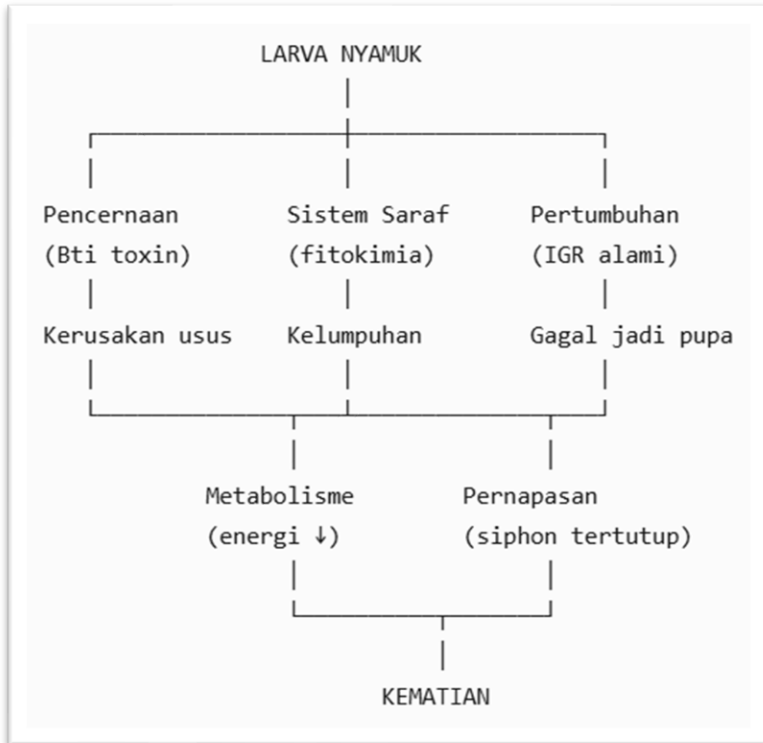 LARVA NYAMUK
Pencernaan Sistem Saraf Pertumbuhan
(Bti toxin) (fitokimia) (IGR alami)
Kerusakan usus Kelumpuhan Gagal jadi pupa
Metabolisme Pernapasan
(energi ↓) (siphon tertutup)
KEMATIAN